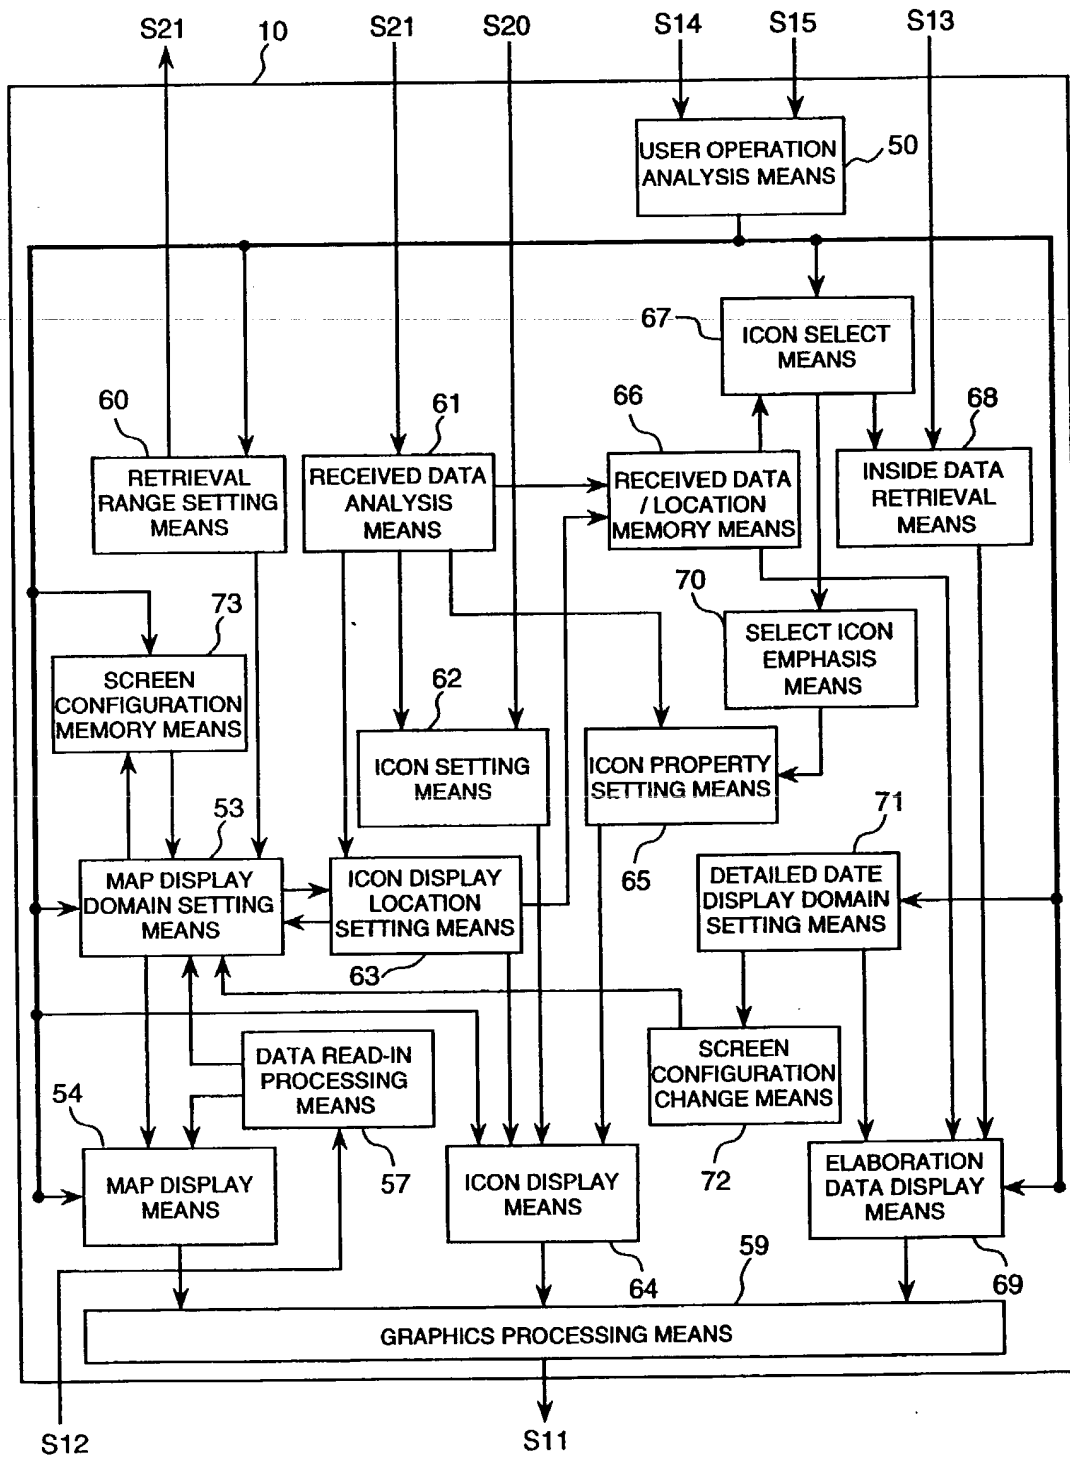 S21
10
S21
S20
S14
S15
S13
USER OPERATION
ANALYSIS MEANS
50
67
ICON SELECT
MEANS
60
61
66
68
RETRIEVAL
RANGE SETTING
MEANS
RECEIVED DATA
ANALYSIS
MEANS
RECEIVED DATA
/ LOCATION
MEMORY MEANS
INSIDE DATA
RETRIEVAL
MEANS
73
70
SCREEN
CONFIGURATION
MEMORY MEANS
62
SELECT ICON
EMPHASIS
MEANS
ICON SETTING
MEANS
ICON PROPERTY
SETTING MEANS
53
71
MAP DISPLAY
DOMAIN SETTING
MEANS
ICON DISPLAY
LOCATION
SETTING MEANS
65
DETAILED DATE
DISPLAY DOMAIN
SETTING MEANS
63
DATA READ-IN
PROCESSING
MEANS
SCREEN
CONFIGURATION
CHANGE MEANS
54
57
72
MAP DISPLAY
MEANS
ICON DISPLAY
MEANS
ELABORATION
DATA DISPLAY
MEANS
64
59
69
GRAPHICS PROCESSING MEANS
S12
S11